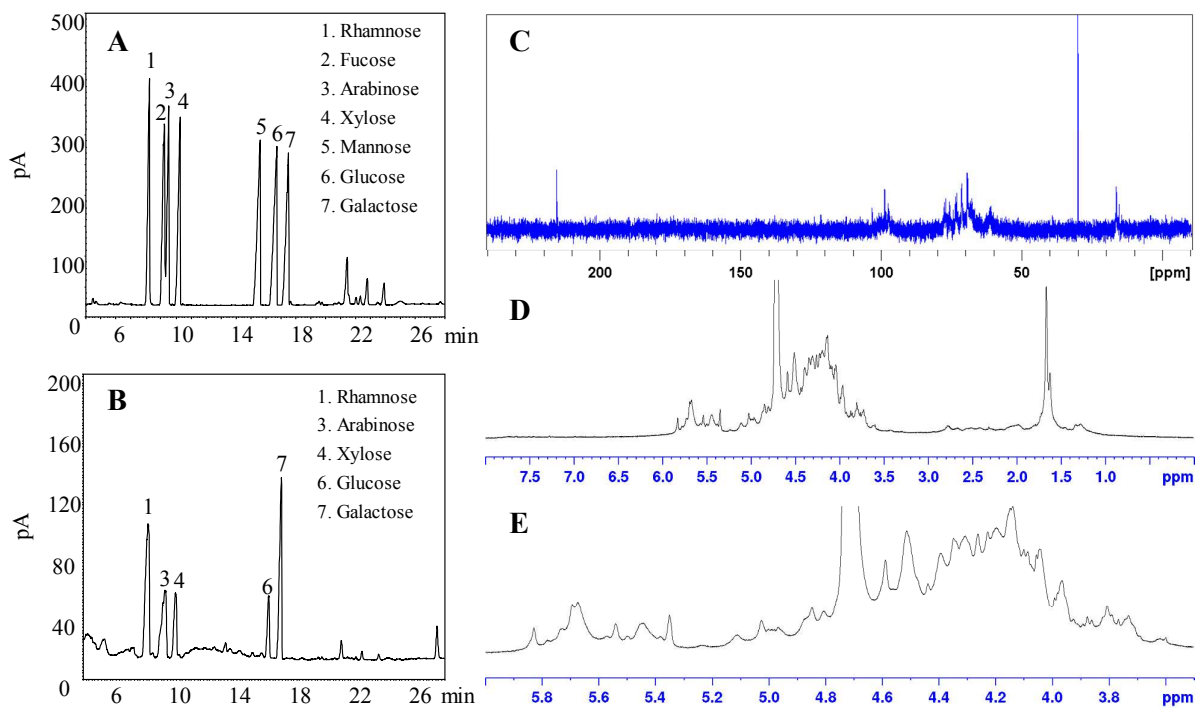 A
500
400
300
200
100
0
pA
1
2
3
4
5
6
7
1. Rhamnose
2. Fucose
3. Arabinose
4. Xylose
5. Mannose
6. Glucose
7. Galactose
6 10 14 18 22 26 min
B
200
160
120
80
40
0
pA
1
3
4
6
7
1. Rhamnose
3. Arabinose
4. Xylose
6. Glucose
7. Galactose
6 10 14 18 22 26 min
C
200 150 100 50 [ppm]
D
7.5 7.0 6.5 6.0 5.5 5.0 4.5 4.0 3.5 3.0 2.5 2.0 1.5 1.0 ppm
E
5.8 5.6 5.4 5.2 5.0 4.8 4.6 4.4 4.2 4.0 3.8 ppm